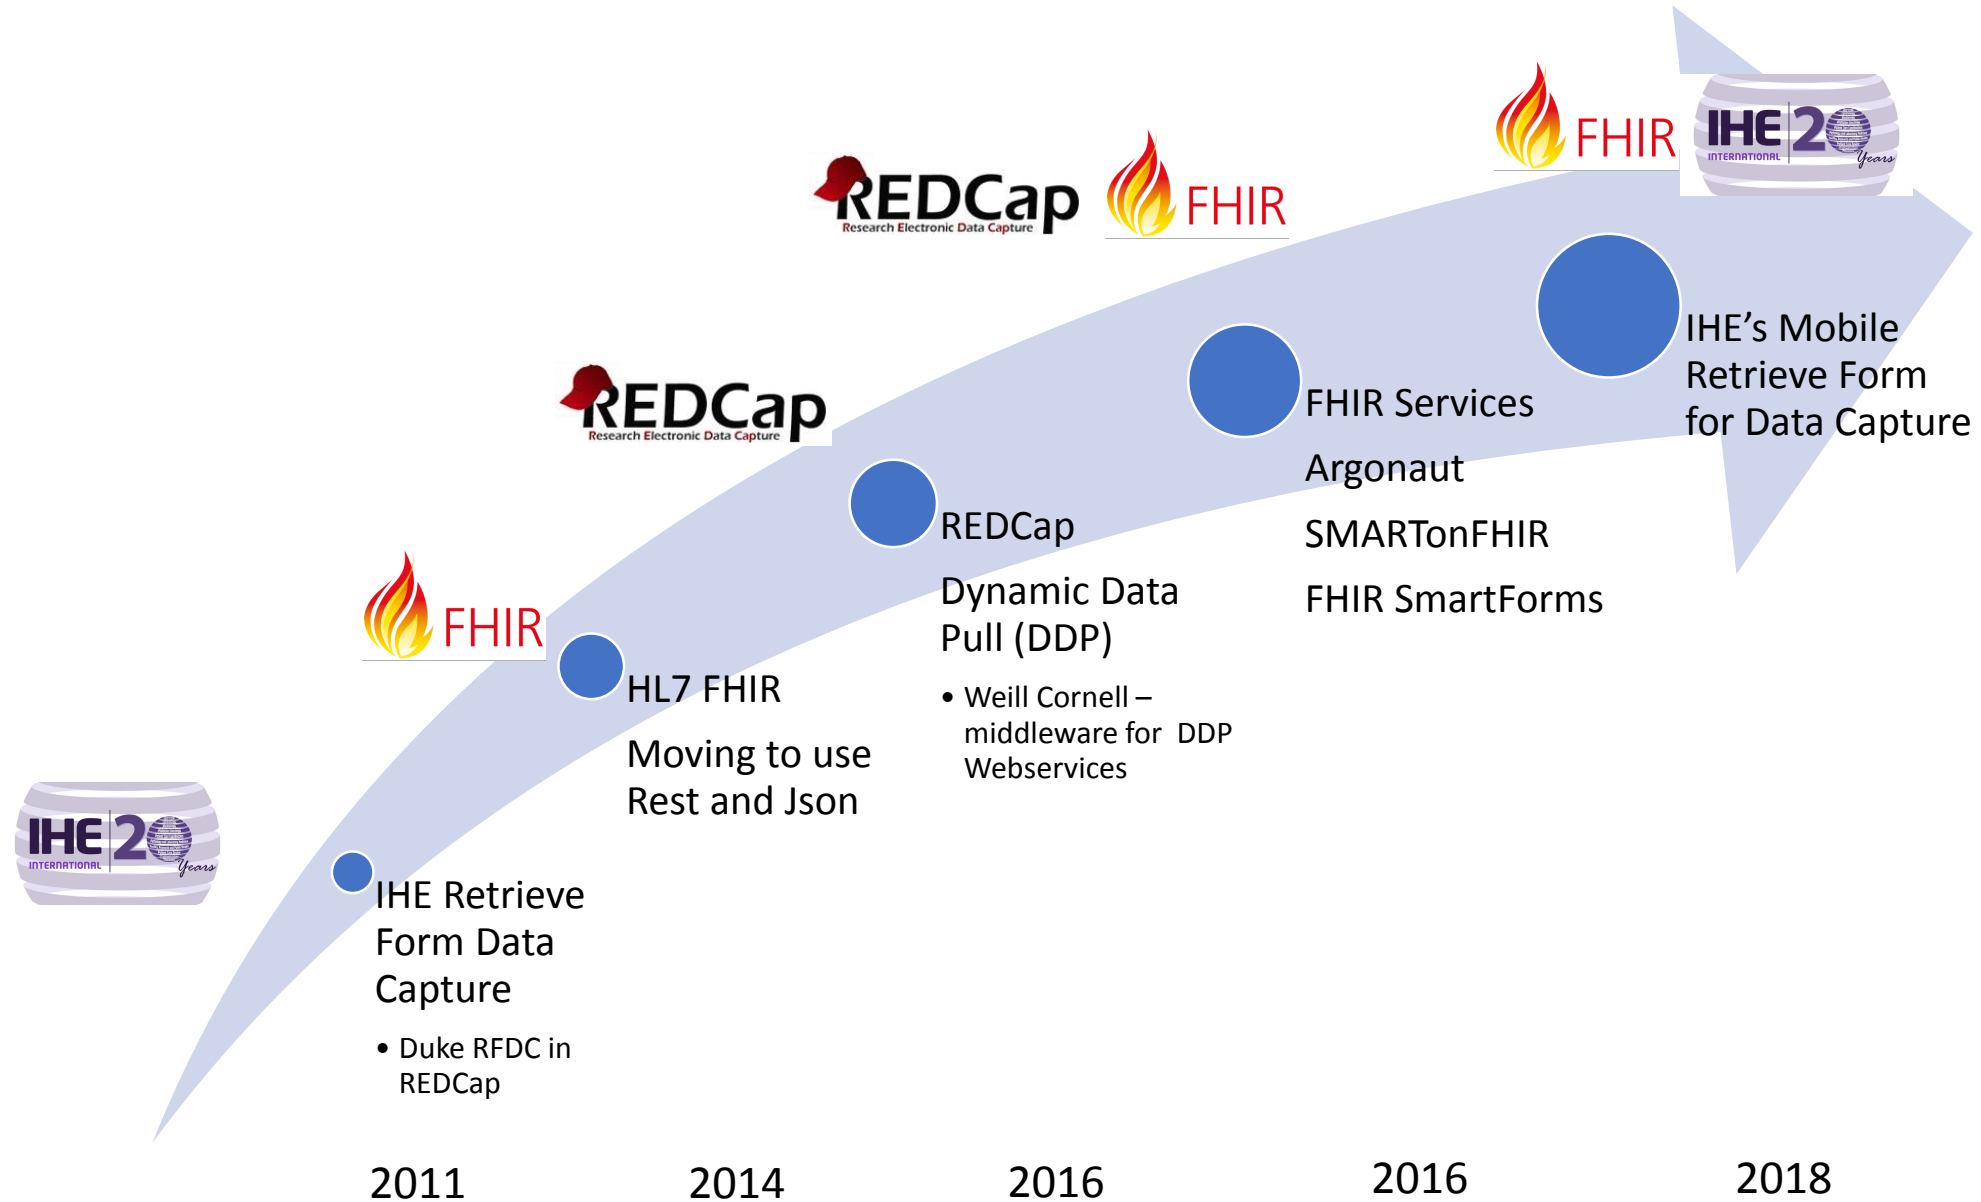 FHIR
IHE 20
INTERNATIONAL
Years
REDCap
Research Electronic Data Capture
FHIR
IHE's Mobile
Retrieve Form
for Data Capture
REDCap
Research Electronic Data Capture
FHIR Services
Argonaut
SMARTonFHIR
FHIR SmartForms
REDCap
Dynamic Data
Pull (DDP)
• Weill Cornell –
middleware for DDP
Webservices
FHIR
HL7 FHIR
Moving to use
Rest and Json
IHE 20
INTERNATIONAL
Years
IHE Retrieve
Form Data
Capture
• Duke RFDC in
REDCap
2011
2014
2016
2016
2018